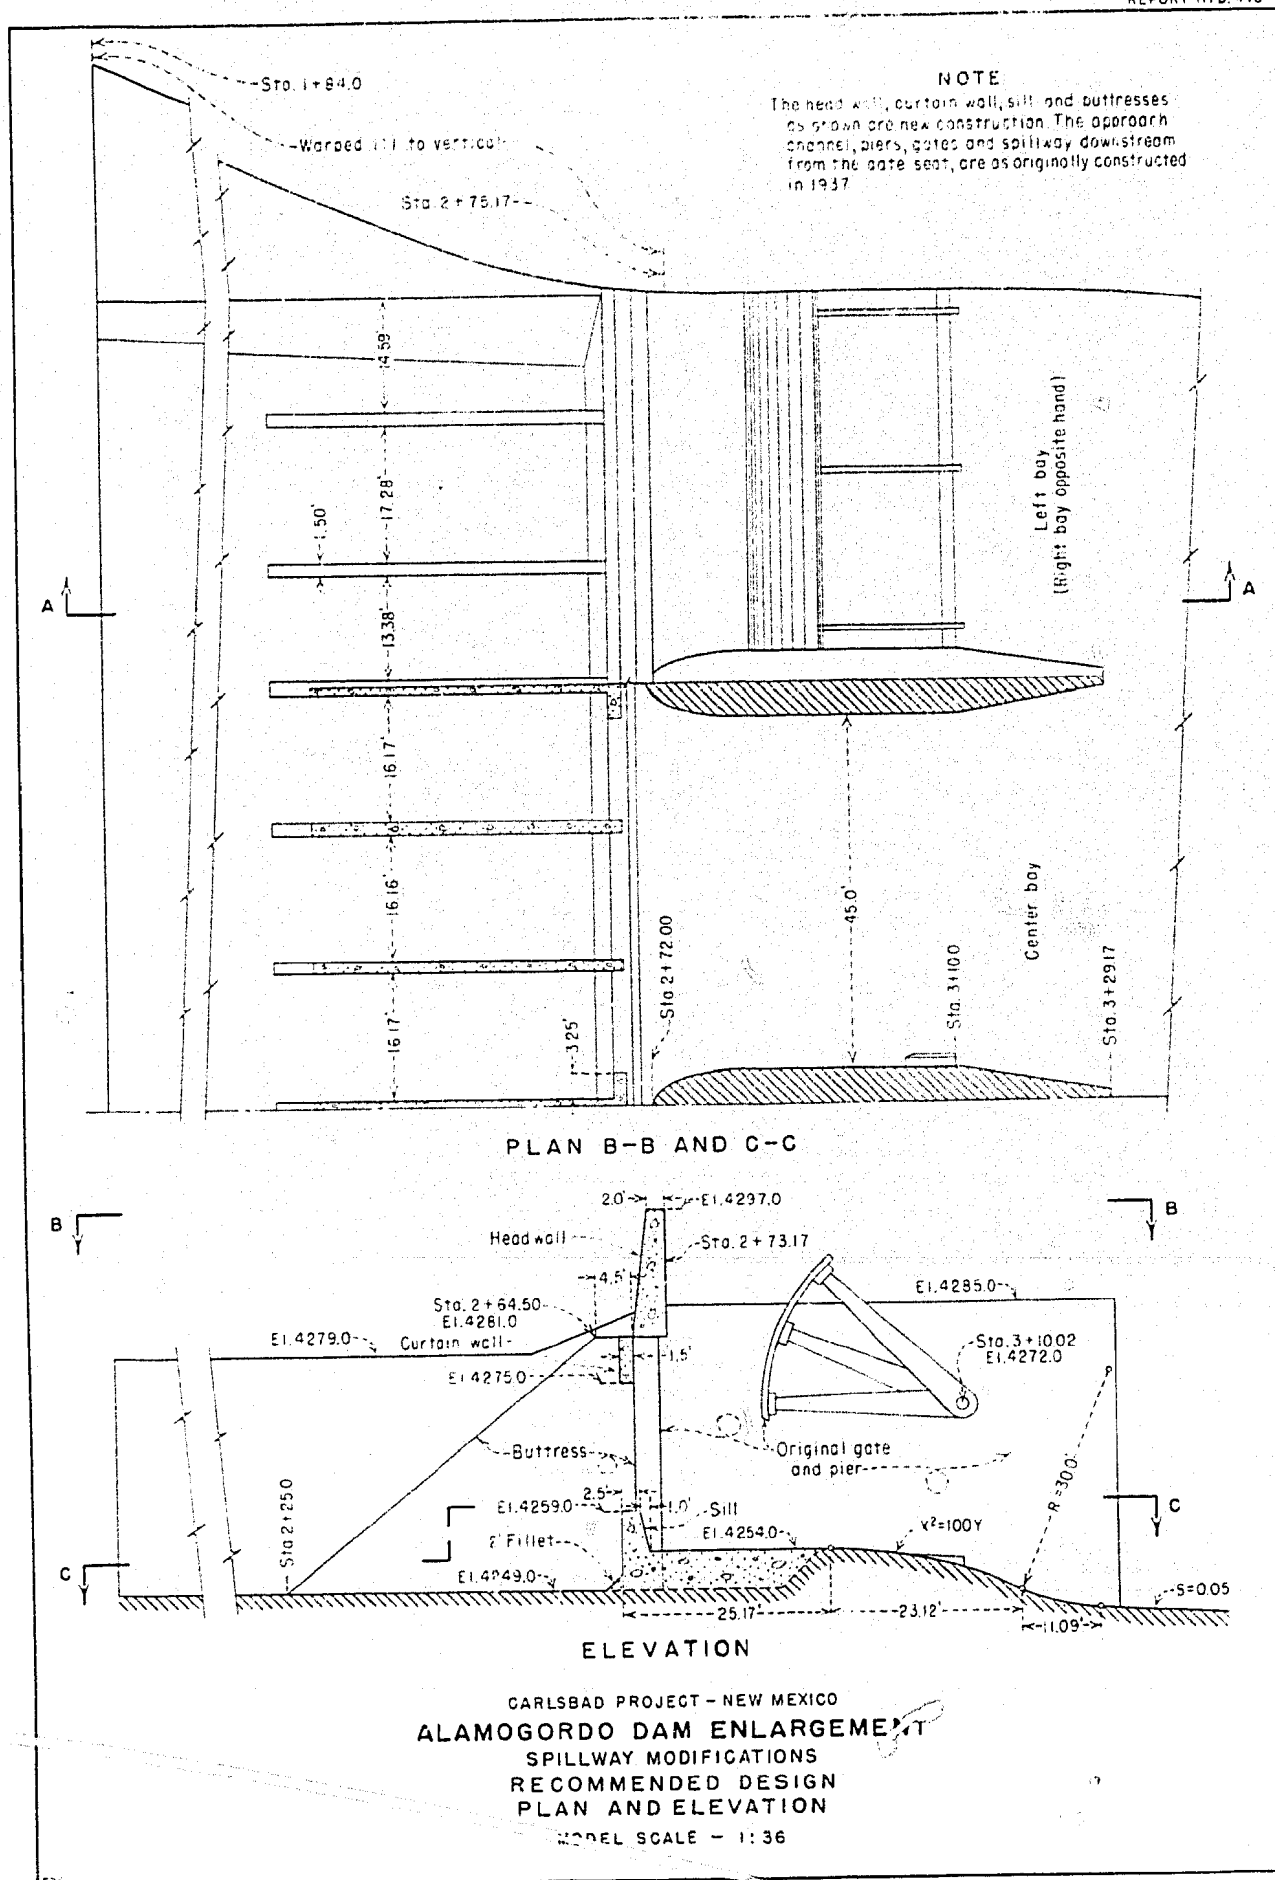 Sta. 1+84.0
NOTE
The head wall, curtain wall, sill and buttresses
as shown are new construction. The approach
channel, piers, gates and spillway downstream
from the gate seat, are as originally constructed
in 1937
Warped 1:1 to vertical
Sta. 2+75.17
14.59'
17.28'
1.50'
13.38'
Left bay
(Right bay opposite hand)
A
A
16.17'
16.16'
16.17'
3.25'
Sta. 2+72.00
45.0'
Center bay
Sta. 3+10.0
Sta. 3+29.17
PLAN B-B AND C-C
B
B
2.0'
El. 4297.0
Head wall
Sta. 2+73.17
4.5'
Sta. 2+64.50
El. 4281.0
El. 4285.0
El. 4279.0
Curtain wall
1.5'
Sta. 3+10.02
El. 4272.0
El. 4275.0
Buttress
Original gate
and pier
R=30.0'
2.5'
El. 4259.0
1.0'
Sill
El. 4254.0
X²=100Y
C
C
2' Fillet
El. 4249.0
Sta. 2+25.0
S=0.05
25.17'
23.12'
11.09'
ELEVATION
CARLSBAD PROJECT - NEW MEXICO
ALAMOGORDO DAM ENLARGEMENT
SPILLWAY MODIFICATIONS
RECOMMENDED DESIGN
PLAN AND ELEVATION
MODEL SCALE - 1:36